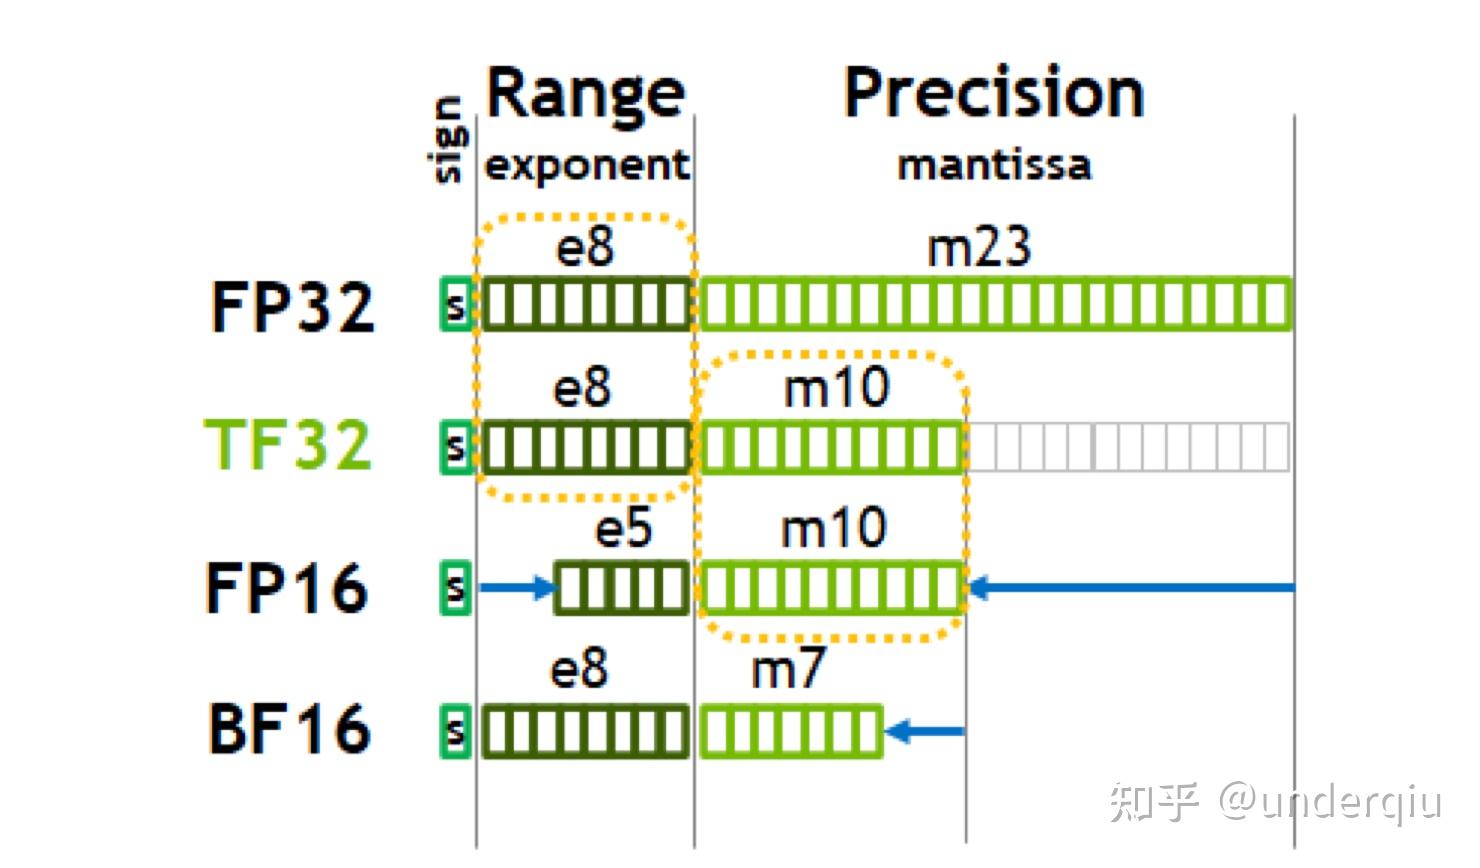 Range Precision
sign
exponent mantissa
e8 m23
FP32 s
e8 m10
TF32 s
e5 m10
FP16 s
e8 m7
BF16 s
知乎 @underqiu